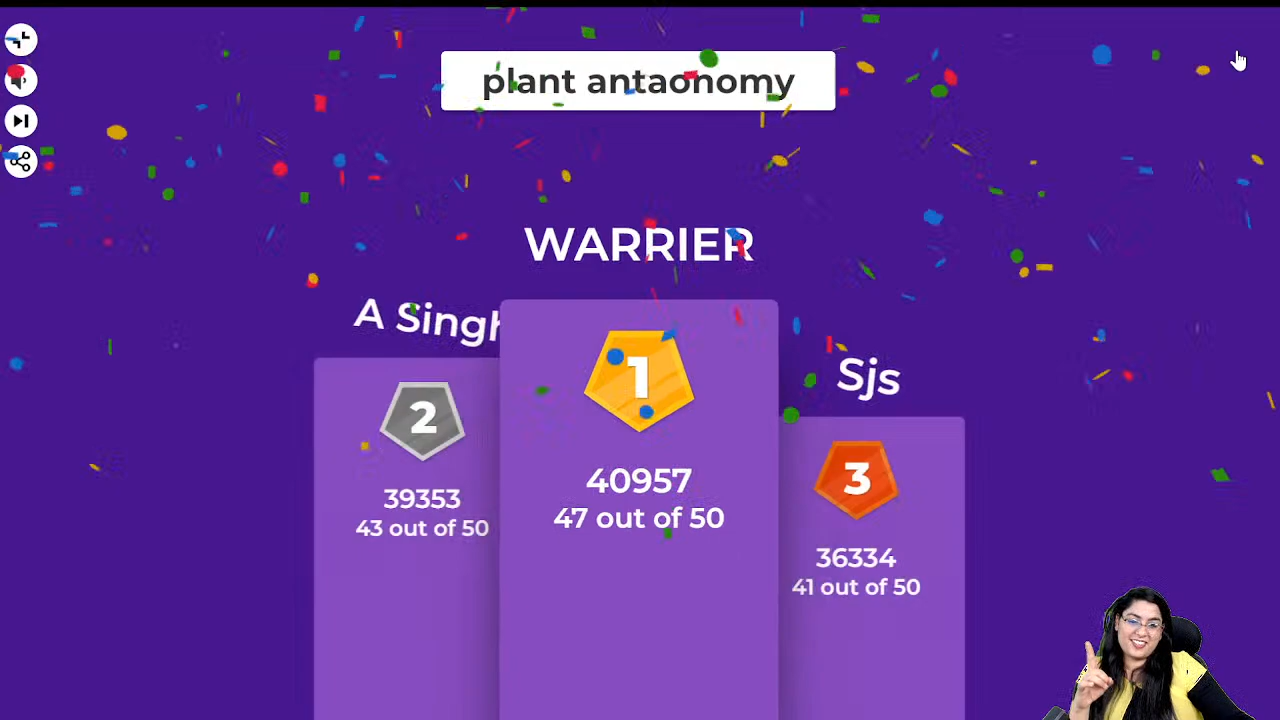 plant antaonomy
WARRIER
A Singh
Sjs
1
2
3
40957
47 out of 50
39353
43 out of 50
36334
41 out of 50